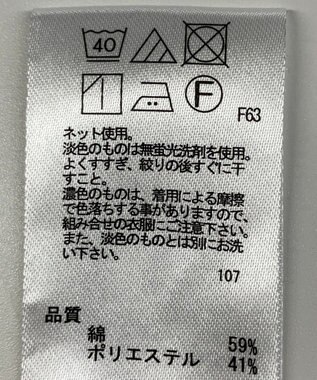 40
F
F63
ネット使用。
淡色のものは無蛍光洗剤を使用。
よくすすぎ、絞りの後すぐに干
すこと。
濃色のものは、着用による摩擦
で色落ちする事がありますので、
組み合せの衣服にご注意下さい。
また、淡色のものとは別にお洗
い下さい。
107
品質
綿 59%
ポリエステル 41%